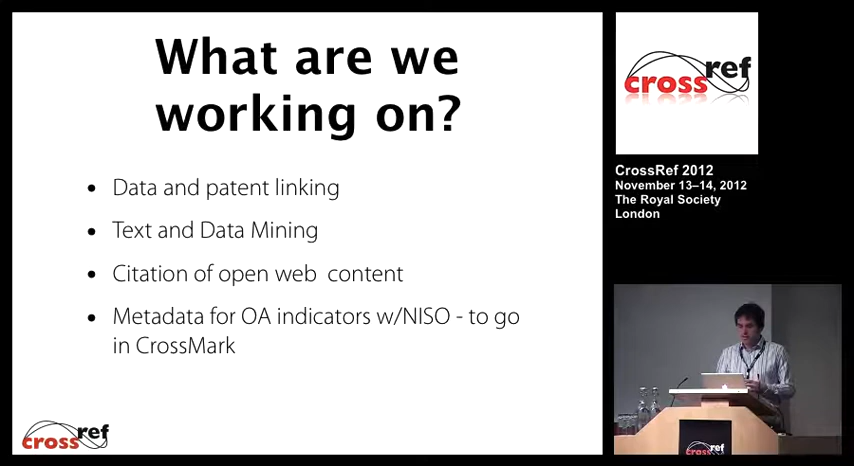 What are we
working on?
• Data and patent linking
• Text and Data Mining
• Citation of open web content
• Metadata for OA indicators w/NISO - to go
in CrossMark
crossref
crossref
CrossRef 2012
November 13–14, 2012
The Royal Society
London
crossref